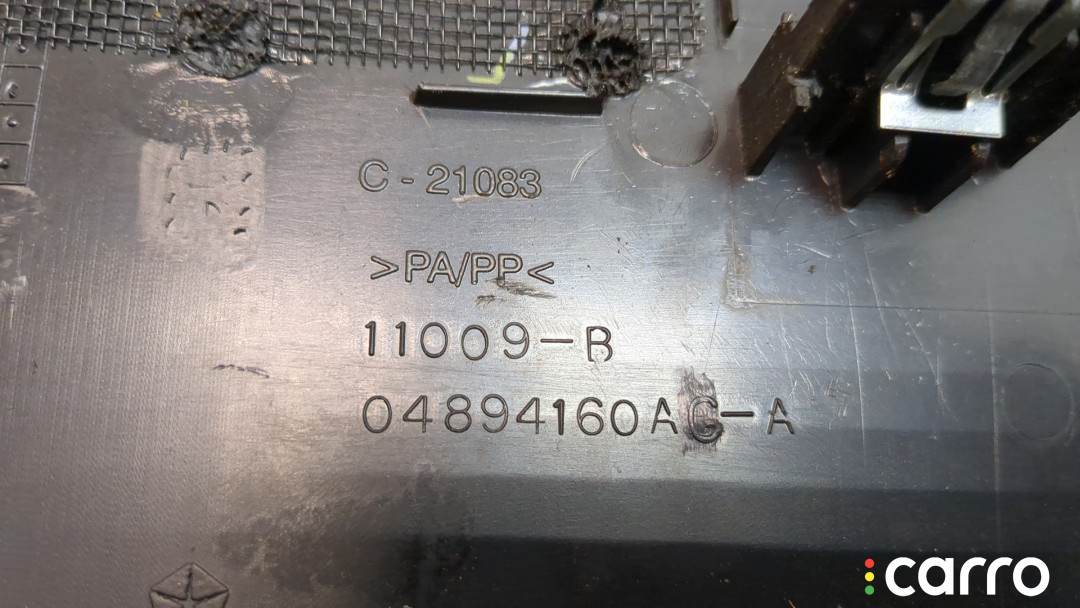 C-21083
>PA/PP<
11009-B
04894160AC-A
carro